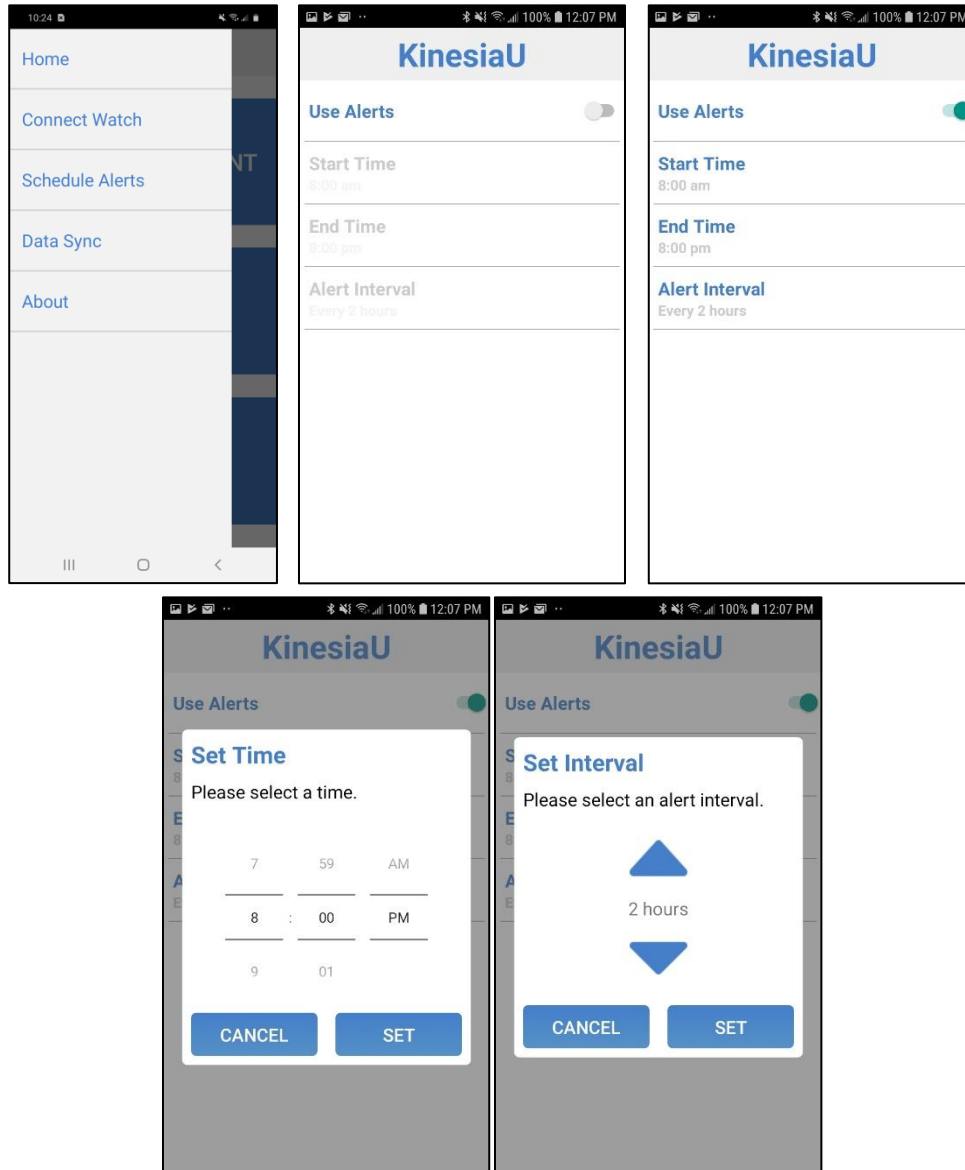 10:24
Home
Connect Watch
Schedule Alerts
Data Sync
About
NT
100% 12:07 PM
KinesiaU
Use Alerts
Start Time
8:00 am
End Time
8:00 pm
Alert Interval
Every 2 hours
100% 12:07 PM
KinesiaU
Use Alerts
Start Time
8:00 am
End Time
8:00 pm
Alert Interval
Every 2 hours
100% 12:07 PM
KinesiaU
Use Alerts
S
8
E
8
A
E
Set Time
Please select a time.
7 59 AM
8 : 00 PM
9 01
CANCEL SET
100% 12:07 PM
KinesiaU
Use Alerts
S
8
E
8
A
E
Set Interval
Please select an alert interval.
2 hours
CANCEL SET